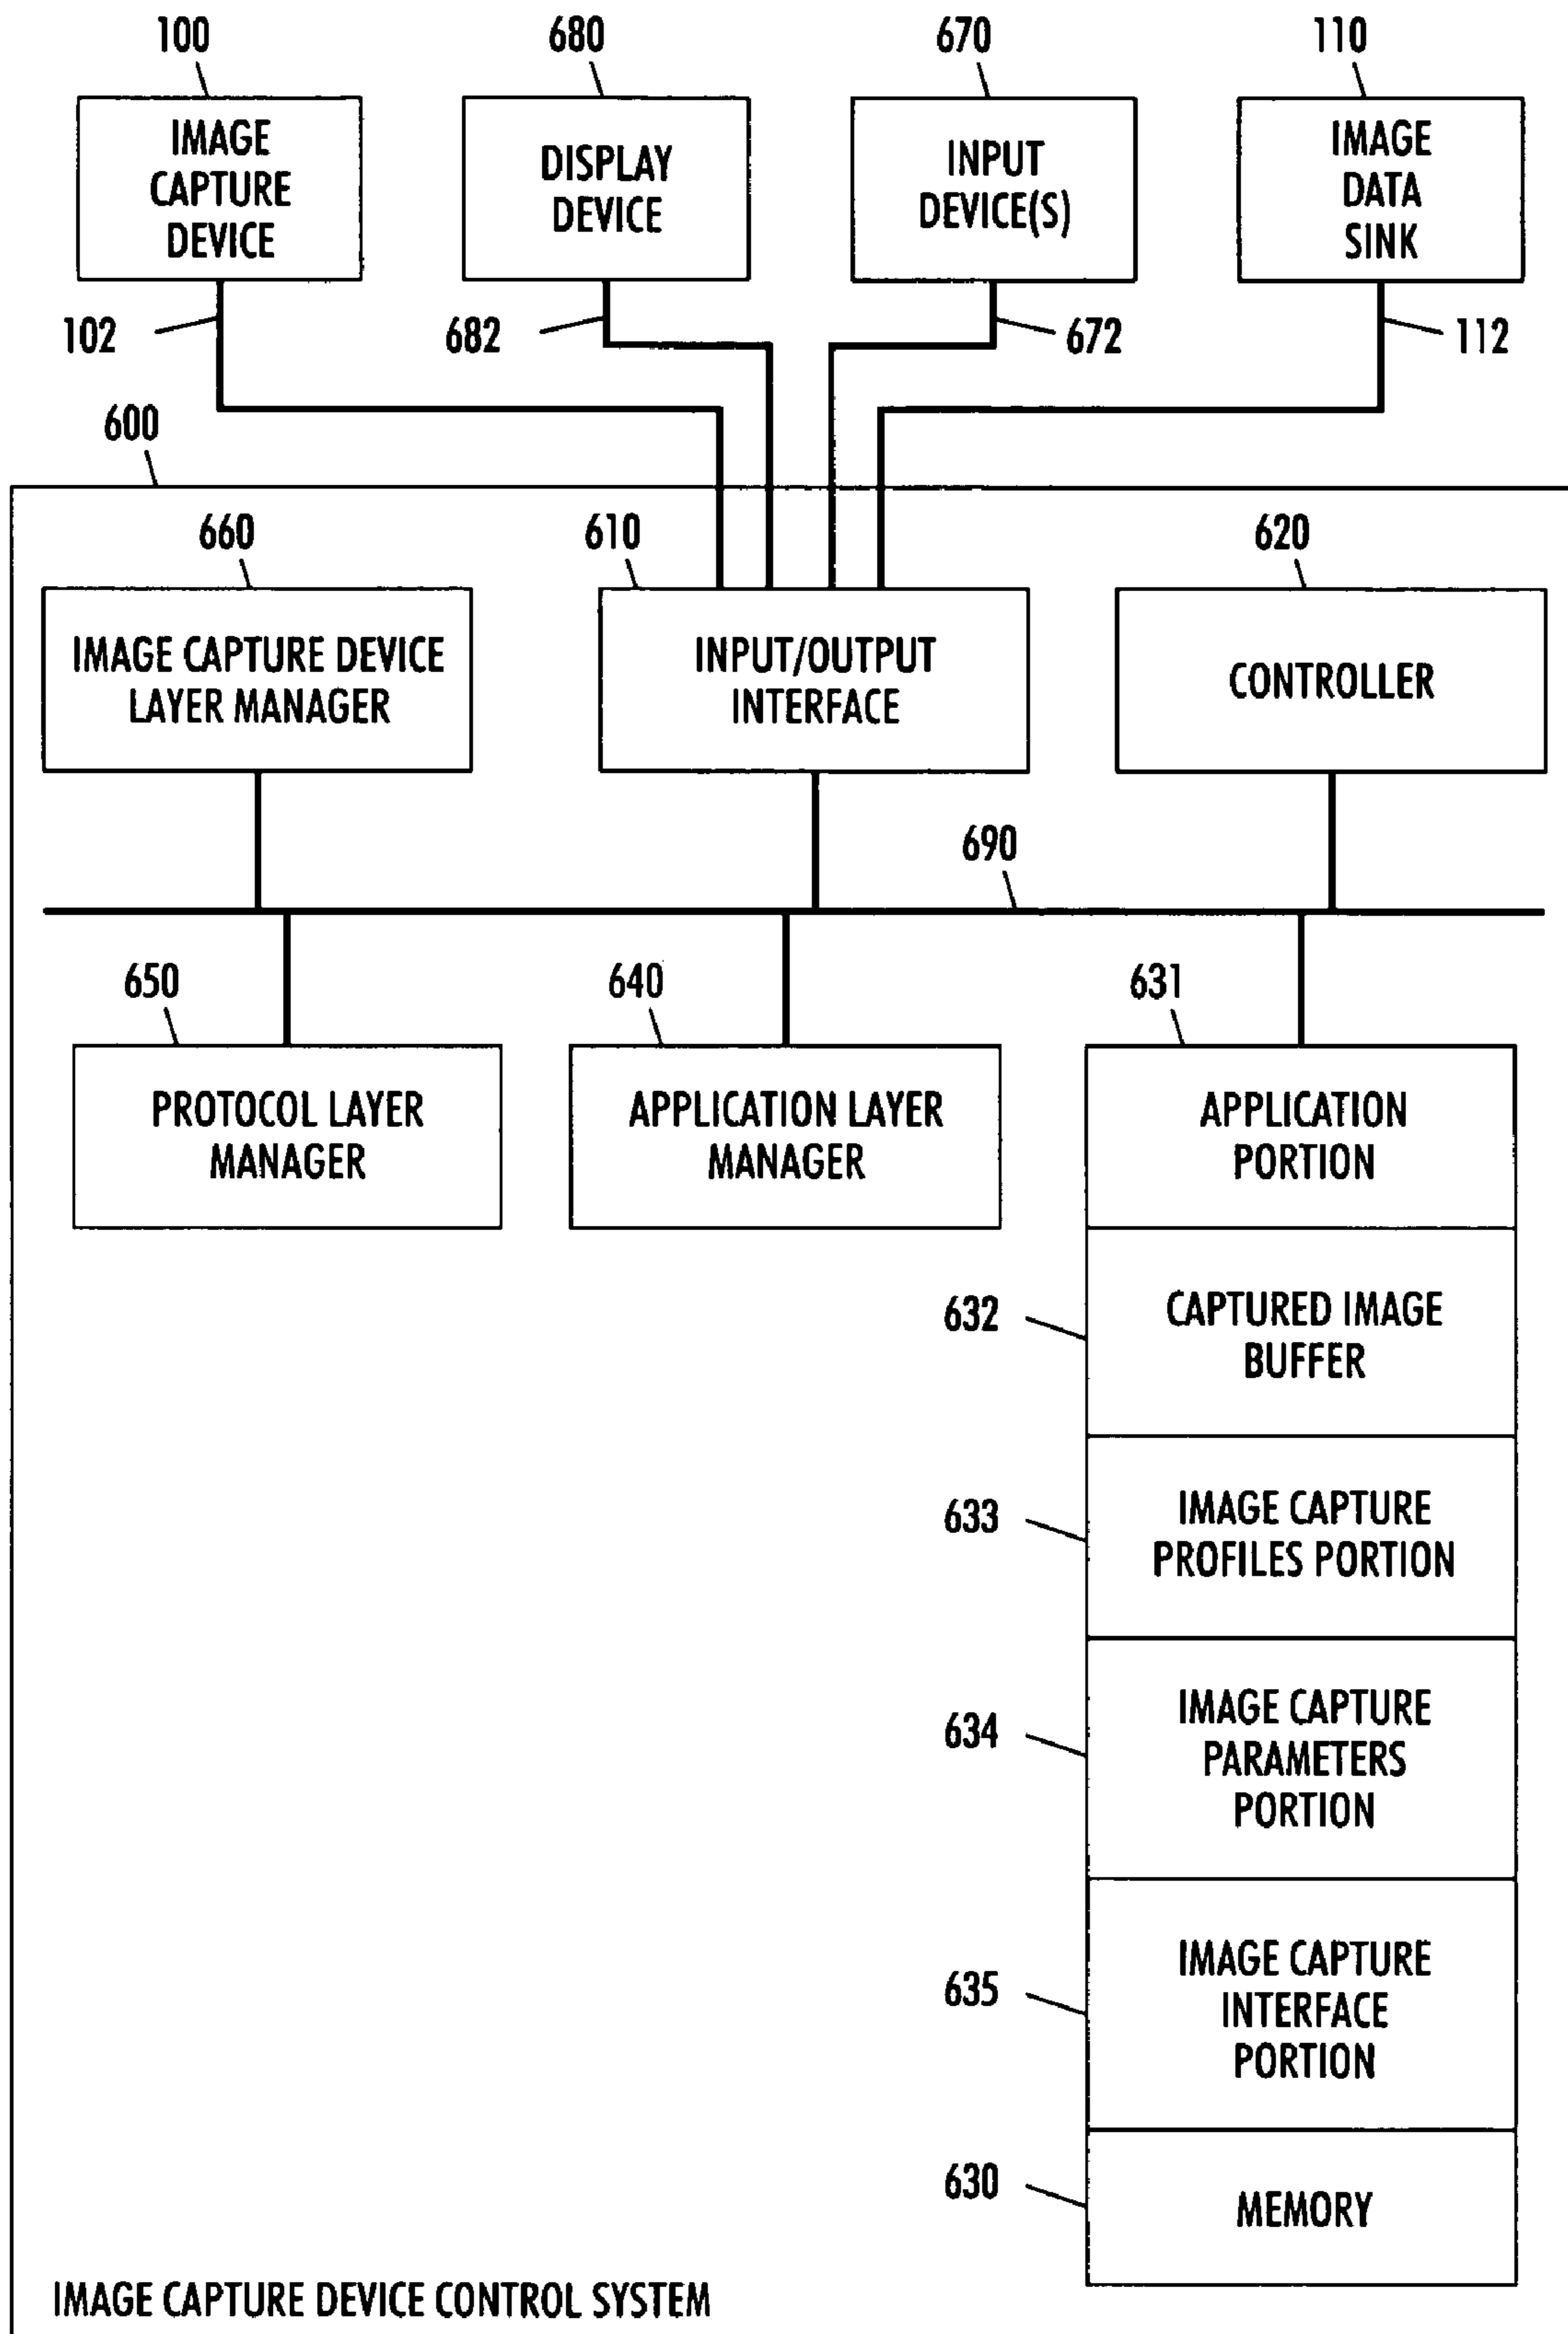 100
680
670
110
IMAGE
CAPTURE
DEVICE
DISPLAY
DEVICE
INPUT
DEVICE(S)
IMAGE
DATA
SINK
102
682
672
112
600
660
610
620
IMAGE CAPTURE DEVICE
LAYER MANAGER
INPUT/OUTPUT
INTERFACE
CONTROLLER
690
650
640
631
PROTOCOL LAYER
MANAGER
APPLICATION LAYER
MANAGER
APPLICATION
PORTION
632
CAPTURED IMAGE
BUFFER
633
IMAGE CAPTURE
PROFILES PORTION
634
IMAGE CAPTURE
PARAMETERS
PORTION
635
IMAGE CAPTURE
INTERFACE
PORTION
630
MEMORY
IMAGE CAPTURE DEVICE CONTROL SYSTEM